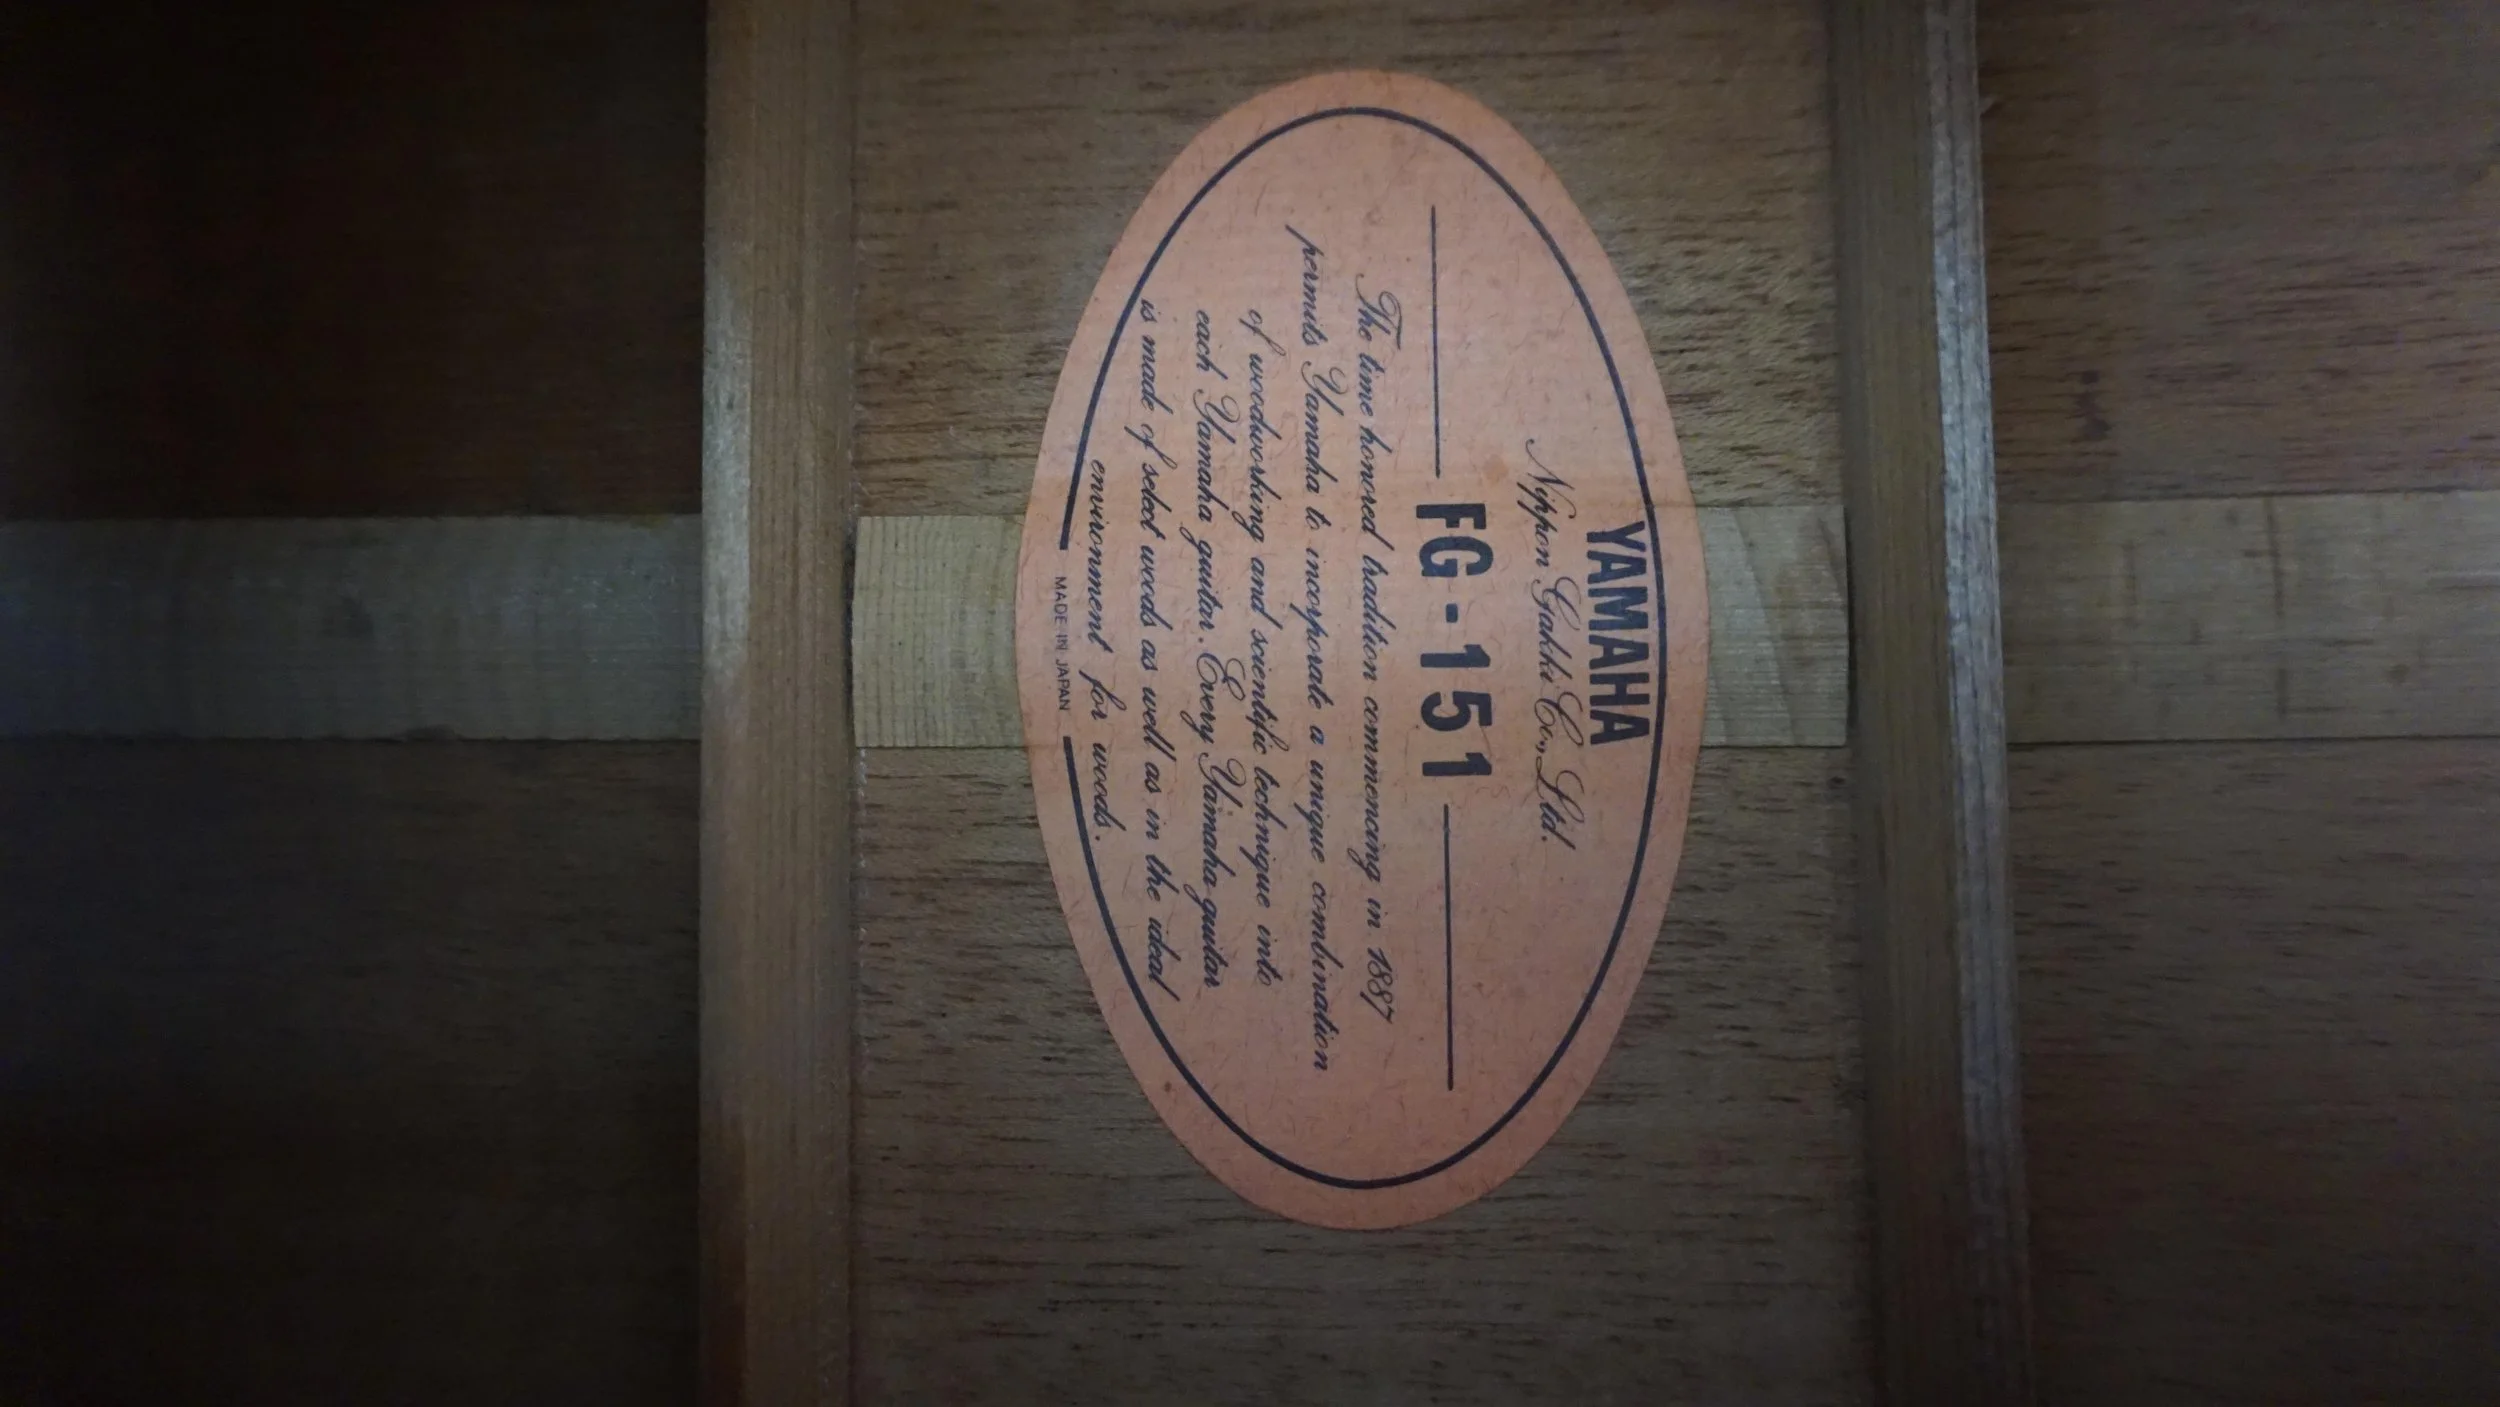 YAMAHA
Nippon Gakki Co., Ltd.
FG-151
The time honored tradition commencing in 1887
permits Yamaha to incorporate a unique combination
of woodworking and scientific technique into
each Yamaha guitar. Every Yamaha guitar
is made of select woods as well as in the ideal
environment for woods.
MADE IN JAPAN